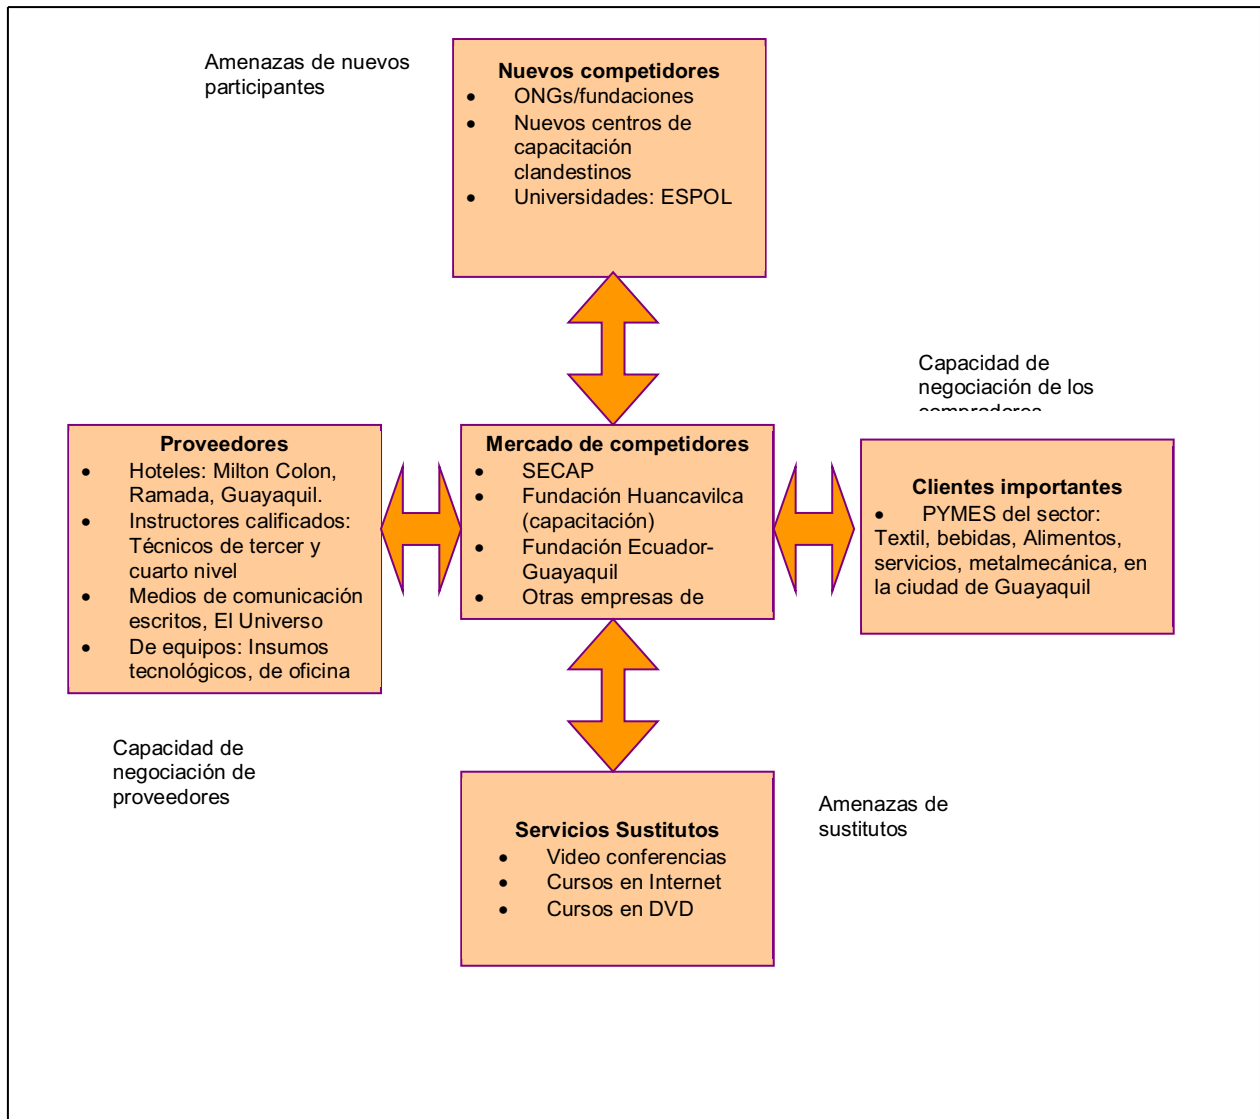 Amenazas de nuevos
participantes
Nuevos competidores
• ONGs/fundaciones
• Nuevos centros de
capacitación
clandestinos
• Universidades: ESPOL
Capacidad de
negociación de los
Proveedores
• Hoteles: Milton Colon,
Ramada, Guayaquil.
• Instructores calificados:
Técnicos de tercer y
cuarto nivel
• Medios de comunicación
escritos, El Universo
• De equipos: Insumos
tecnológicos, de oficina
Mercado de competidores
• SECAP
• Fundación Huancavilca
(capacitación)
• Fundación Ecuador-
Guayaquil
• Otras empresas de
Clientes importantes
• PYMES del sector:
Textil, bebidas, Alimentos,
servicios, metalmecánica, en
la ciudad de Guayaquil
Capacidad de
negociación de
proveedores
Servicios Sustitutos
• Video conferencias
• Cursos en Internet
• Cursos en DVD
Amenazas de
sustitutos